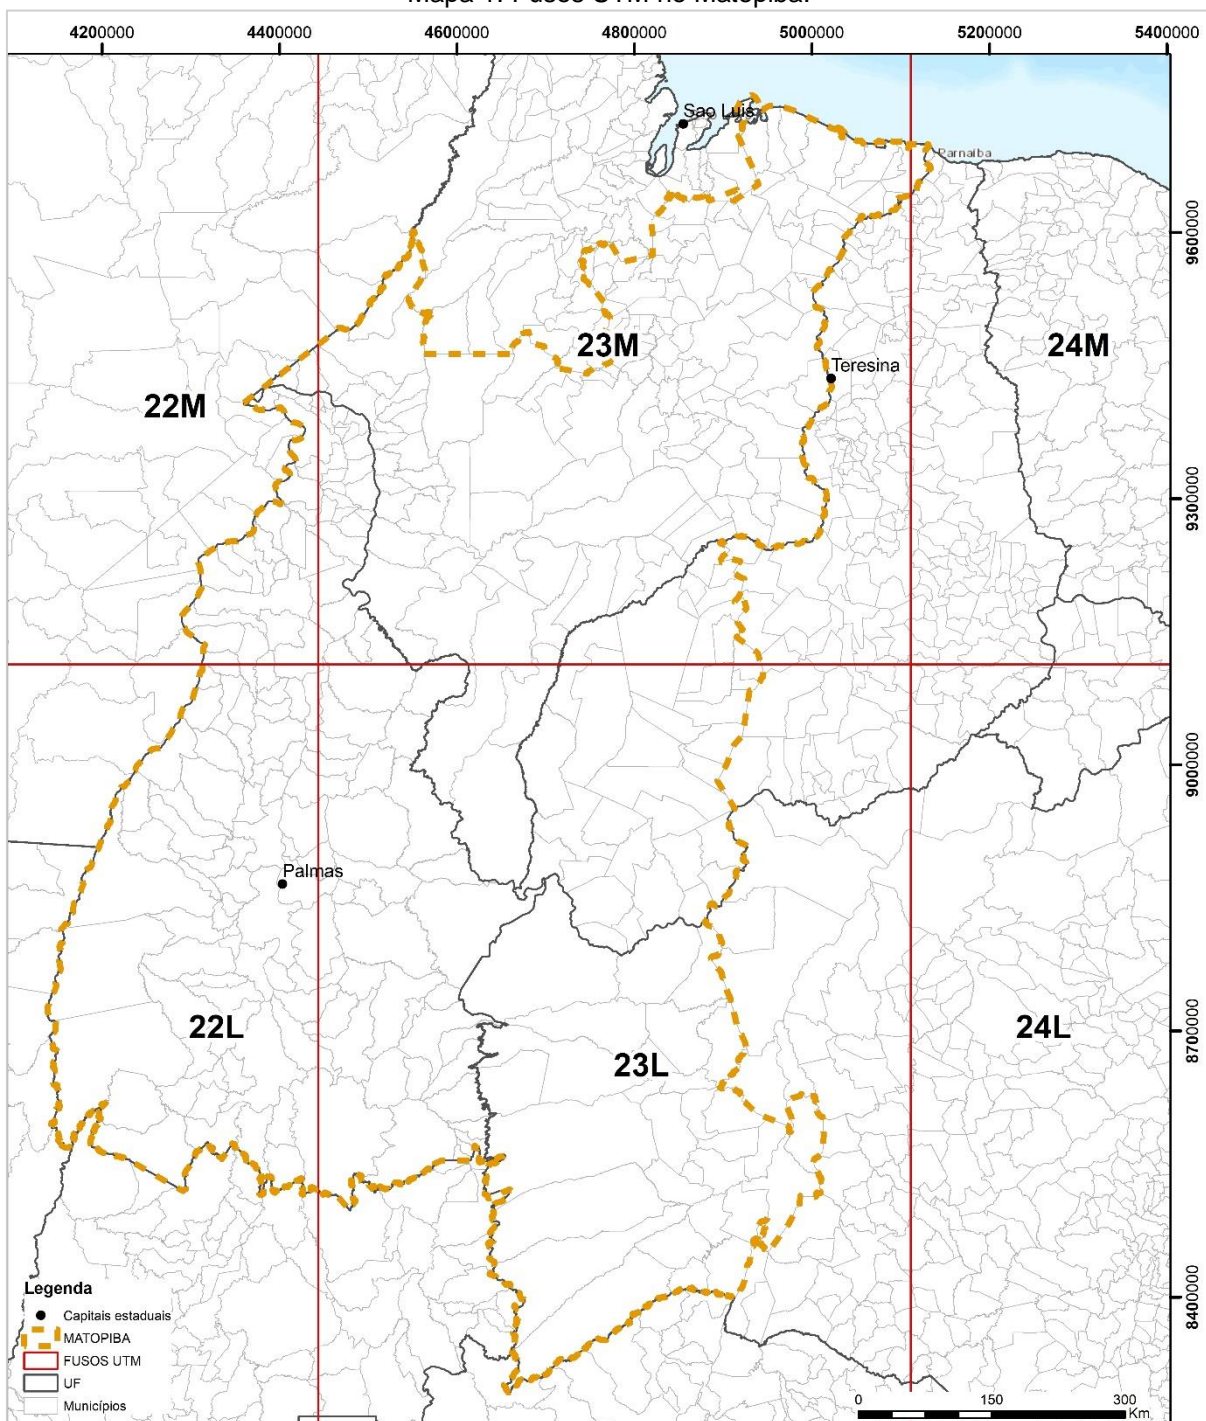 4200000 4400000 4600000 4800000 5000000 5200000 5400000
Sao Luis
Parnaiba
9600000
23M
24M
Teresina
22M
9300000
9000000
Palmas
22L
8700000
24L
23L
8400000
Legenda
Capitais estaduais
MATOPIBA
FUSOS UTM
UF
Municípios
0 150 300
Km